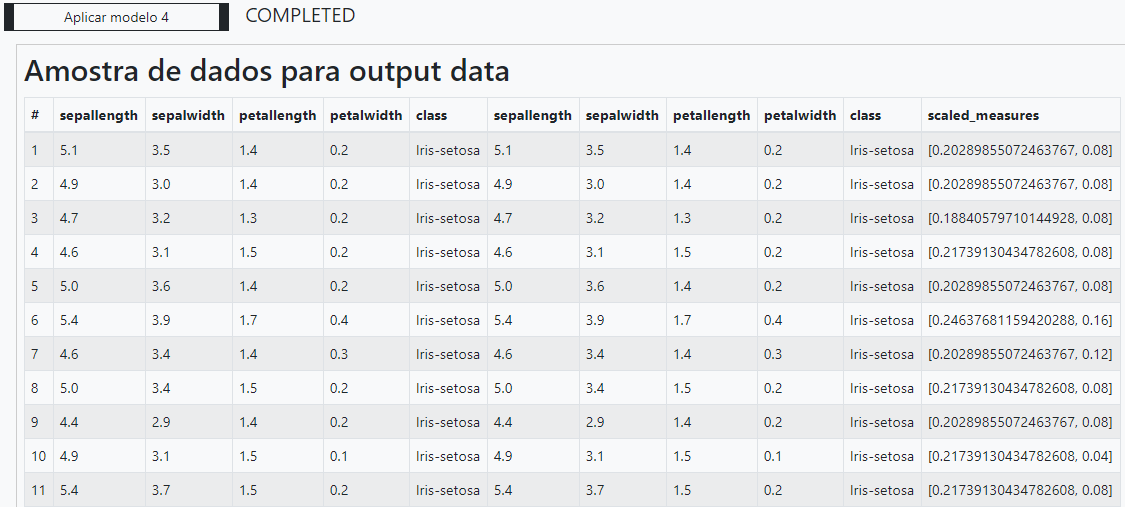 Aplicar modelo 4 COMPLETED
Amostra de dados para output data
# sepallength sepalwidth petallength petalwidth class sepallength sepalwidth petallength petalwidth class scaled_measures
1 5.1 3.5 1.4 0.2 Iris-setosa 5.1 3.5 1.4 0.2 Iris-setosa [0.20289855072463767, 0.08]
2 4.9 3.0 1.4 0.2 Iris-setosa 4.9 3.0 1.4 0.2 Iris-setosa [0.20289855072463767, 0.08]
3 4.7 3.2 1.3 0.2 Iris-setosa 4.7 3.2 1.3 0.2 Iris-setosa [0.18840579710144928, 0.08]
4 4.6 3.1 1.5 0.2 Iris-setosa 4.6 3.1 1.5 0.2 Iris-setosa [0.21739130434782608, 0.08]
5 5.0 3.6 1.4 0.2 Iris-setosa 5.0 3.6 1.4 0.2 Iris-setosa [0.20289855072463767, 0.08]
6 5.4 3.9 1.7 0.4 Iris-setosa 5.4 3.9 1.7 0.4 Iris-setosa [0.24637681159420288, 0.16]
7 4.6 3.4 1.4 0.3 Iris-setosa 4.6 3.4 1.4 0.3 Iris-setosa [0.20289855072463767, 0.12]
8 5.0 3.4 1.5 0.2 Iris-setosa 5.0 3.4 1.5 0.2 Iris-setosa [0.21739130434782608, 0.08]
9 4.4 2.9 1.4 0.2 Iris-setosa 4.4 2.9 1.4 0.2 Iris-setosa [0.20289855072463767, 0.08]
10 4.9 3.1 1.5 0.1 Iris-setosa 4.9 3.1 1.5 0.1 Iris-setosa [0.21739130434782608, 0.04]
11 5.4 3.7 1.5 0.2 Iris-setosa 5.4 3.7 1.5 0.2 Iris-setosa [0.21739130434782608, 0.08]